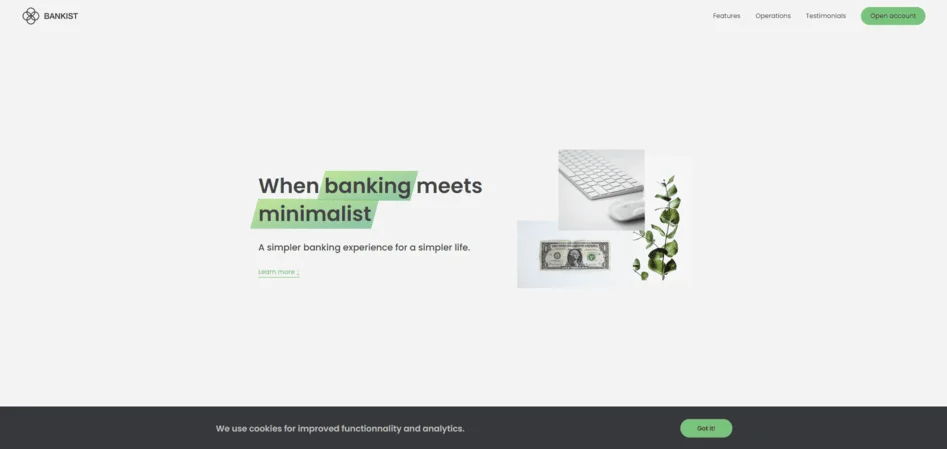 BANKIST
Features
Operations
Testimonials
Open account
When banking meets
minimalist
A simpler banking experience for a simpler life.
Learn more ↓
We use cookies for improved functionnality and analytics.
Got it!